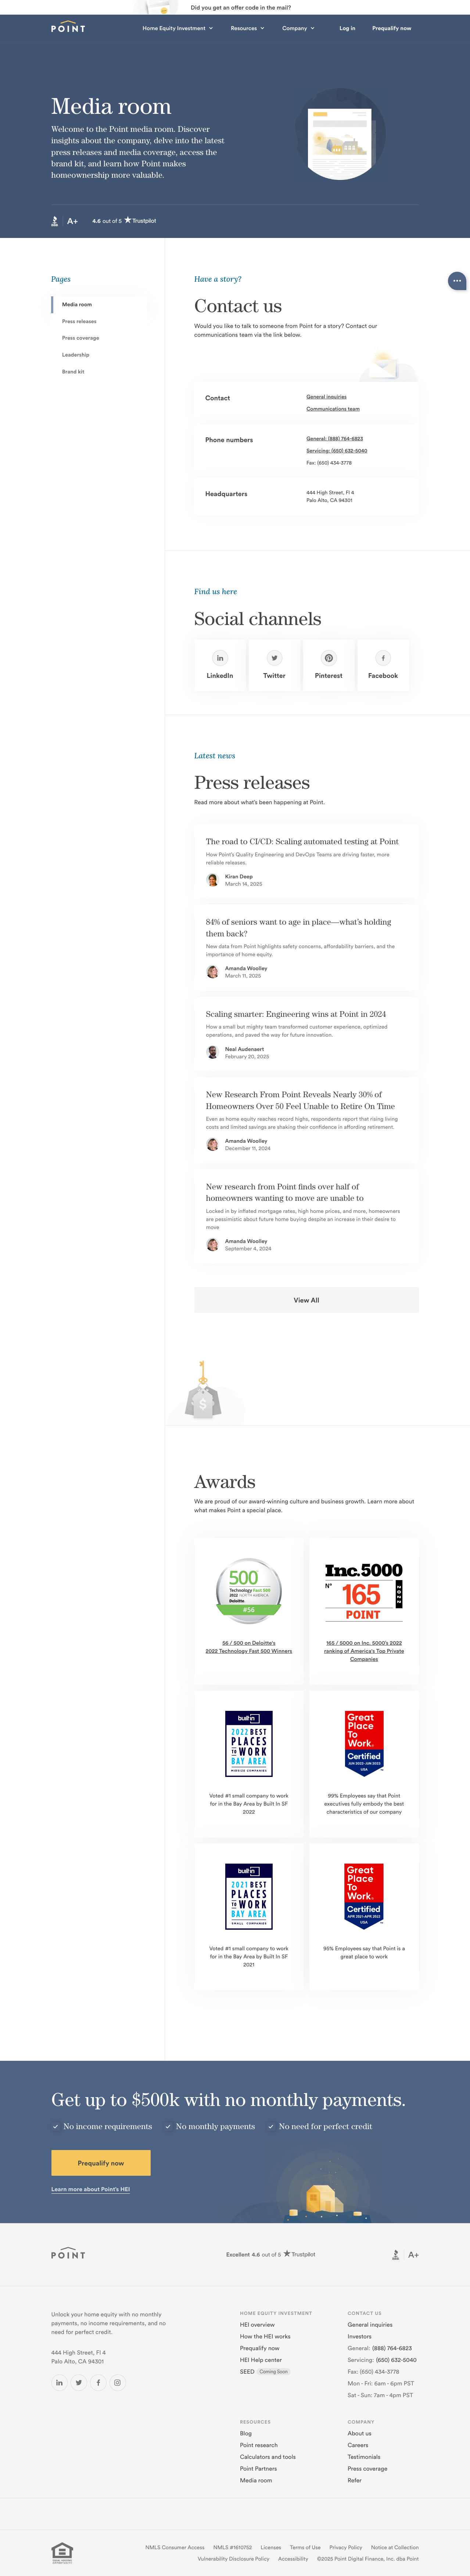 Did you get an offer code in the mail?
POINT
Home Equity Investment
Resources
Company
Log in
Prequalify now
Media room
Welcome to the Point media room. Discover
insights about the company, delve into the latest
press releases and media coverage, access the
brand kit, and learn how Point makes
homeownership more valuable.
A+
4.6 out of 5 Trustpilot
Pages
Media room
Press releases
Press coverage
Leadership
Brand kit
Have a story?
Contact us
Would you like to talk to someone from Point for a story? Contact our
communications team via the link below.
Contact
General inquiries
Communications team
Phone numbers
General: (888) 764-6823
Servicing: (650) 632-5040
Fax: (650) 434-3778
Headquarters
444 High Street, Fl 4
Palo Alto, CA 94301
Find us here
Social channels
LinkedIn
Twitter
Pinterest
Facebook
Latest news
Press releases
Read more about what's been happening at Point.
The road to CI/CD: Scaling automated testing at Point
How Point's Quality Engineering and DevOps Teams are driving faster, more
reliable releases.
Kiran Deep
March 14, 2025
84% of seniors want to age in place—what's holding
them back?
New data from Point highlights safety concerns, affordability barriers, and the
importance of home equity.
Amanda Woolley
March 11, 2025
Scaling smarter: Engineering wins at Point in 2024
How a small but mighty team transformed customer experience, optimized
operations, and paved the way for future innovation.
Neal Audenaert
February 20, 2025
New Research From Point Reveals Nearly 30% of
Homeowners Over 50 Feel Unable to Retire On Time
Even as home equity reaches record highs, respondents report that rising living
costs and limited savings are shaking their confidence in affording retirement.
Amanda Woolley
December 11, 2024
New research from Point finds over half of
homeowners wanting to move are unable to
Locked in by inflated mortgage rates, high home prices, and more, homeowners
are pessimistic about future home buying despite an increase in their desire to
move
Amanda Woolley
September 4, 2024
View All
$
Awards
We are proud of our award-winning culture and business growth. Learn more about
what makes Point a special place.
500
Technology Fast 500
2022 NORTH AMERICA
Deloitte
#56
56 / 500 on Deloitte's
2022 Technology Fast 500 Winners
Inc.5000
Nº 165 2022
POINT
165 / 5000 on Inc. 5000's 2022
ranking of America's Top Private
Companies
built in
2022 BEST
PLACES
TO WORK
BAY AREA
MIDSIZE COMPANIES
Voted #1 small company to work
for in the Bay Area by Built In SF
2022
Great
Place
To
Work.
Certified
JUN 2022-JUN 2023
USA
99% Employees say that Point
executives fully embody the best
characteristics of our company
built in
2021 BEST
PLACES
TO WORK
BAY AREA
SMALL COMPANIES
Voted #1 small company to work
for in the Bay Area by Built In SF
2021
Great
Place
To
Work.
Certified
APR 2021-APR 2022
USA
95% Employees say that Point is a
great place to work
Get up to $500k with no monthly payments.
No income requirements
No monthly payments
No need for perfect credit
Prequalify now
Learn more about Point's HEI
POINT
Excellent 4.6 out of 5 Trustpilot
A+
Unlock your home equity with no monthly
payments, no income requirements, and no
need for perfect credit.
444 High Street, Fl 4
Palo Alto, CA 94301
HOME EQUITY INVESTMENT
HEI overview
How the HEI works
Prequalify now
HEI Help center
SEED Coming Soon
CONTACT US
General inquiries
Investors
General: (888) 764-6823
Servicing: (650) 632-5040
Fax: (650) 434-3778
Mon - Fri: 6am - 6pm PST
Sat - Sun: 7am - 4pm PST
RESOURCES
Blog
Point research
Calculators and tools
Point Partners
Media room
COMPANY
About us
Careers
Testimonials
Press coverage
Refer
NMLS Consumer Access
NMLS #1610752
Licenses
Terms of Use
Privacy Policy
Notice at Collection
Vulnerability Disclosure Policy
Accessibility
©2025 Point Digital Finance, Inc. dba Point